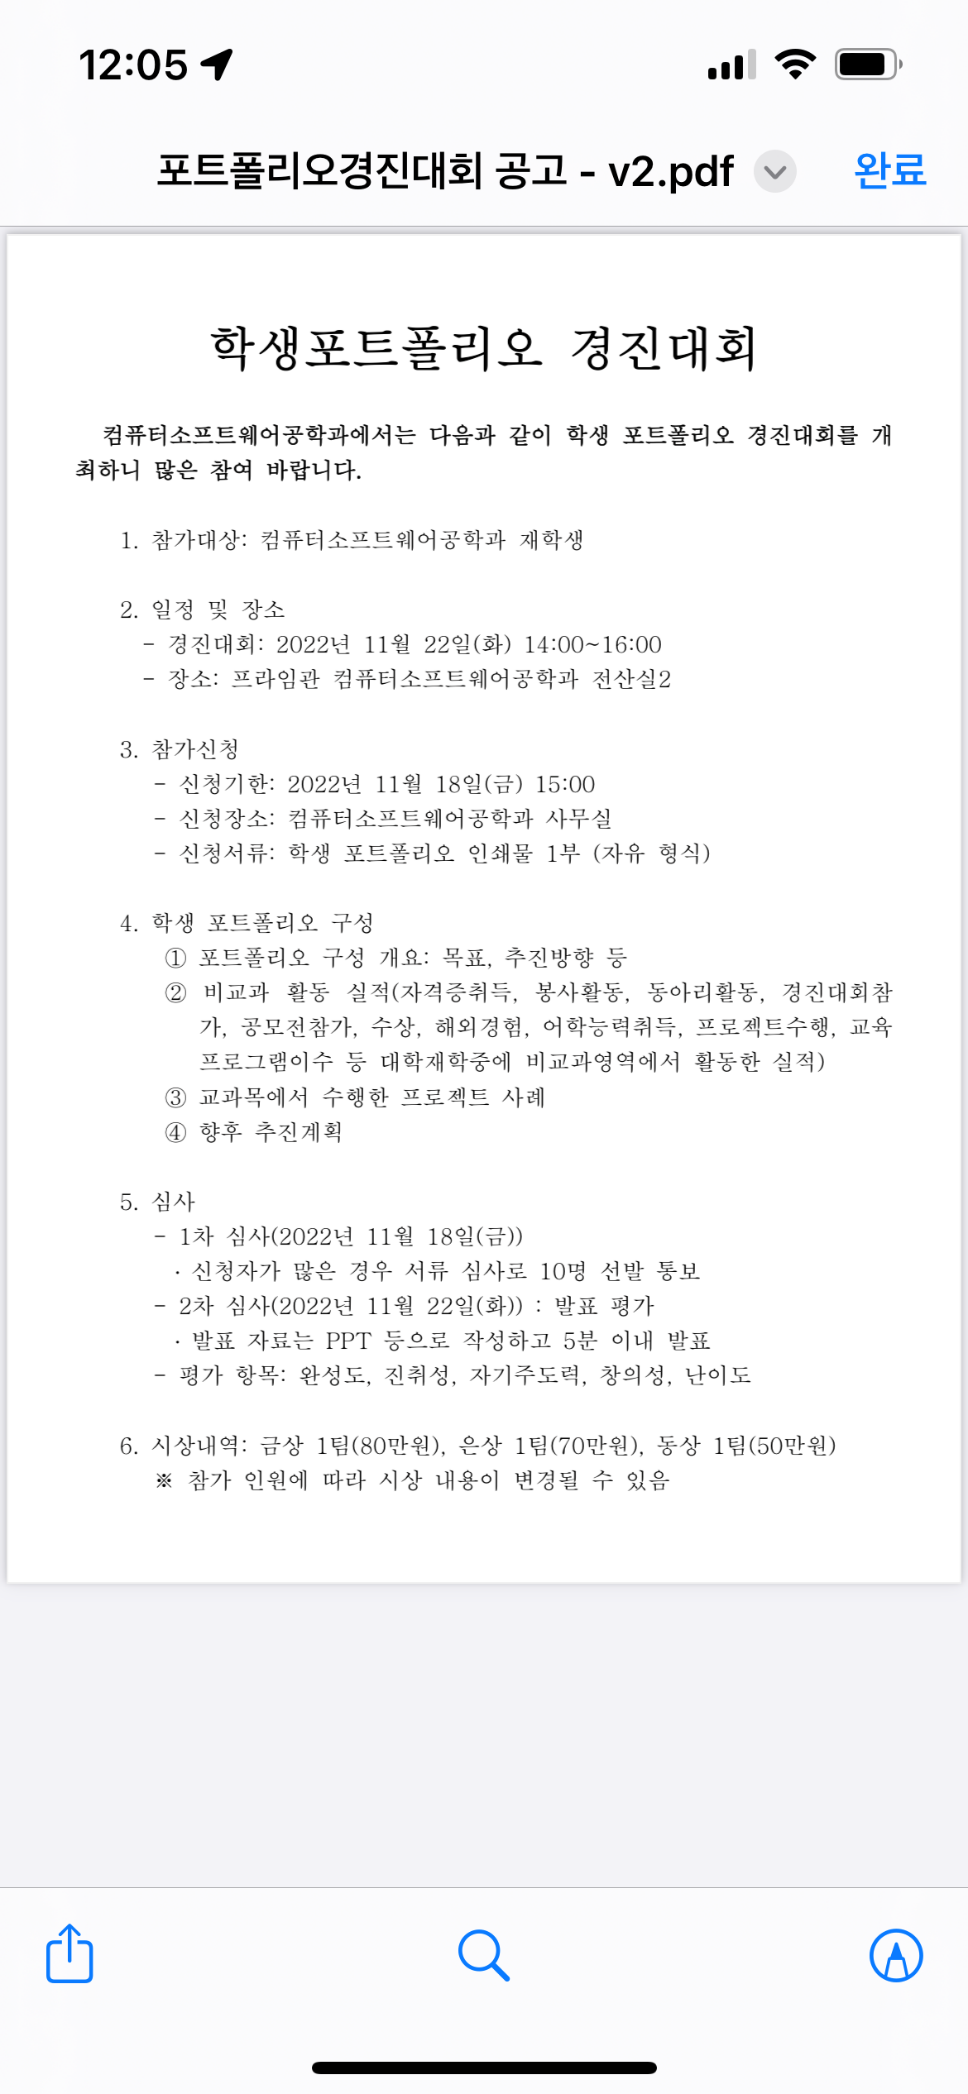 12:05
포트폴리오경진대회 공고 - v2.pdf
완료
학생포트폴리오 경진대회
컴퓨터소프트웨어공학과에서는 다음과 같이 학생 포트폴리오 경진대회를 개
최하니 많은 참여 바랍니다.
1. 참가대상: 컴퓨터소프트웨어공학과 재학생
2. 일정 및 장소
- 경진대회: 2022년 11월 22일(화) 14:00~16:00
- 장소: 프라임관 컴퓨터소프트웨어공학과 전산실2
3. 참가신청
- 신청기한: 2022년 11월 18일(금) 15:00
- 신청장소: 컴퓨터소프트웨어공학과 사무실
- 신청서류: 학생 포트폴리오 인쇄물 1부 (자유 형식)
4. 학생 포트폴리오 구성
① 포트폴리오 구성 개요: 목표, 추진방향 등
② 비교과 활동 실적(자격증취득, 봉사활동, 동아리활동, 경진대회참
가, 공모전참가, 수상, 해외경험, 어학능력취득, 프로젝트수행, 교육
프로그램이수 등 대학재학중에 비교과영역에서 활동한 실적)
③ 교과목에서 수행한 프로젝트 사례
④ 향후 추진계획
5. 심사
- 1차 심사(2022년 11월 18일(금))
· 신청자가 많은 경우 서류 심사로 10명 선발 통보
- 2차 심사(2022년 11월 22일(화)) : 발표 평가
· 발표 자료는 PPT 등으로 작성하고 5분 이내 발표
- 평가 항목: 완성도, 진취성, 자기주도력, 창의성, 난이도
6. 시상내역: 금상 1팀(80만원), 은상 1팀(70만원), 동상 1팀(50만원)
※ 참가 인원에 따라 시상 내용이 변경될 수 있음